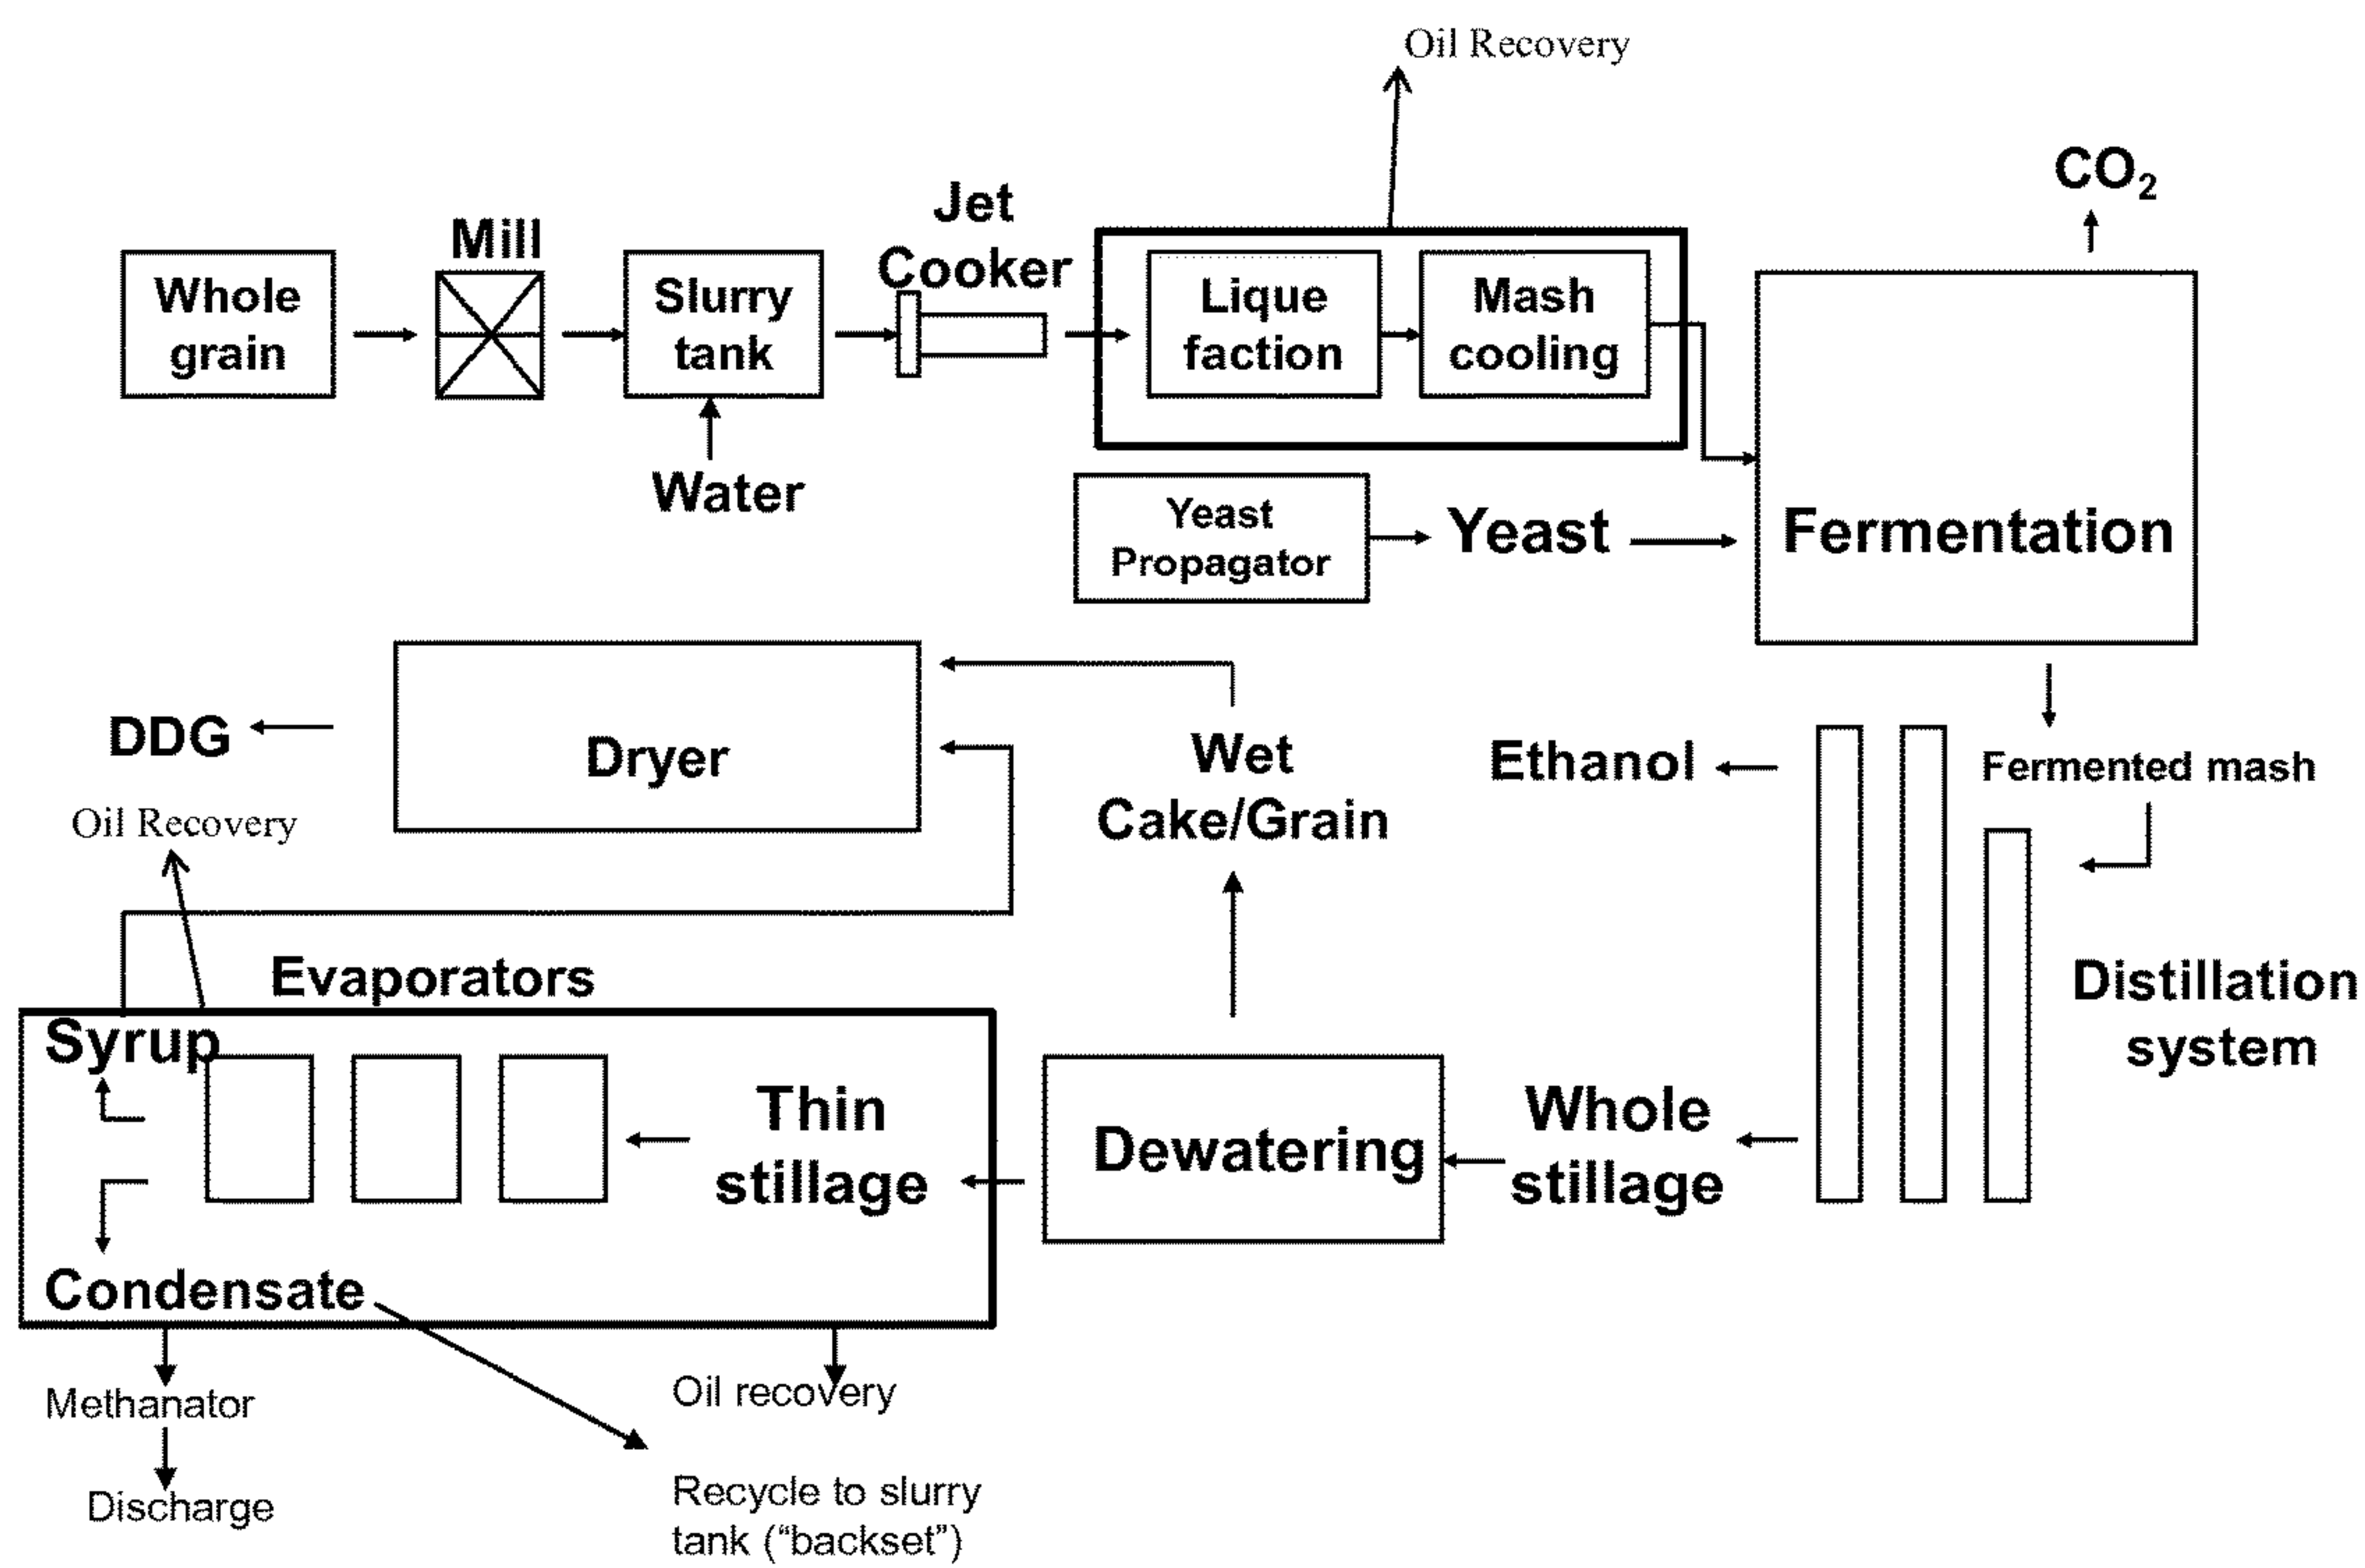 Oil Recovery
CO₂
Jet
Cooker
Mill
Whole
grain
Slurry
tank
Lique
faction
Mash
cooling
Water
Yeast
Propagator
Yeast
Fermentation
DDG
Dryer
Wet
Cake/Grain
Ethanol
Fermented mash
Oil Recovery
Evaporators
Distillation
system
Syrup
Thin
stillage
Dewatering
Whole
stillage
Condensate
Methanator
Oil recovery
Discharge
Recycle to slurry
tank (“backset”)